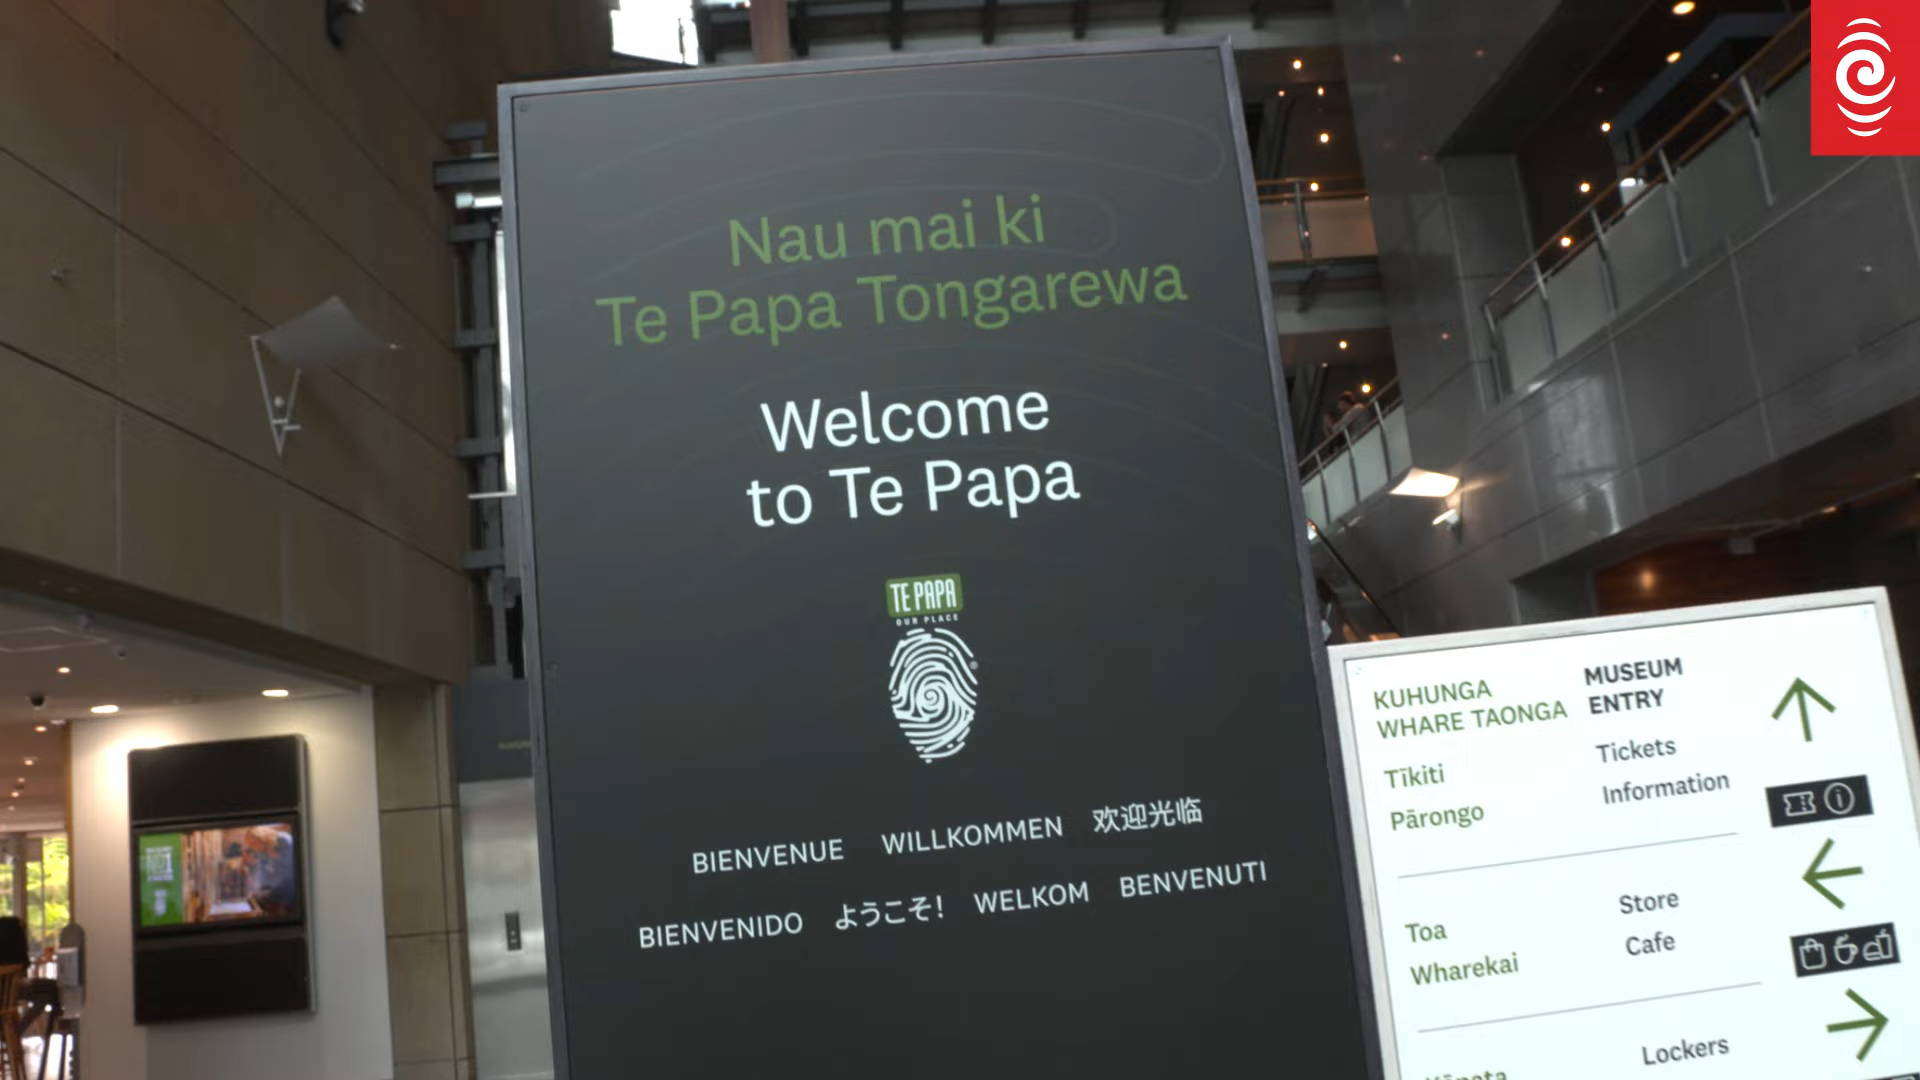 Nau mai ki
Te Papa Tongarewa
Welcome
to Te Papa
TE PAPA
OUR PLACE
BIENVENUE WILLKOMMEN 欢迎光临
BIENVENIDO ようこそ! WELKOM BENVENUTI
KUHUNGA
WHARE TAONGA
MUSEUM
ENTRY
Tīkiti Tickets
Pārongo Information
Toa Store
Wharekai Cafe
Lockers